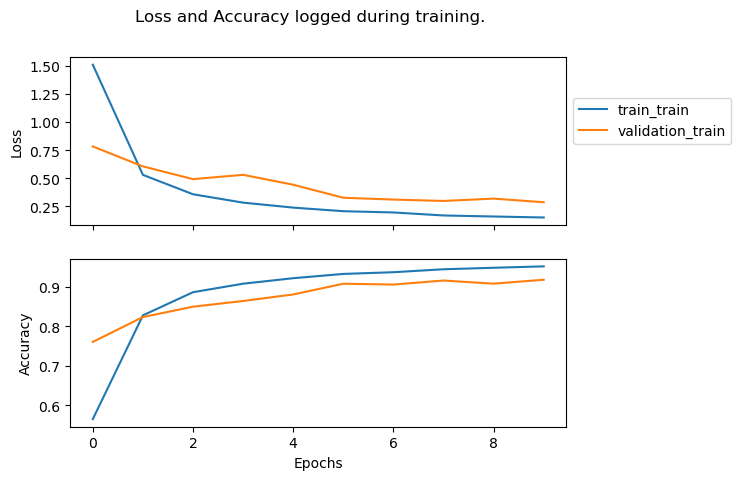 Loss and Accuracy logged during training.
1.50
1.25
1.00
0.75
0.50
0.25
Loss
train_train
validation_train
0.9
0.8
0.7
0.6
Accuracy
0 2 4 6 8
Epochs